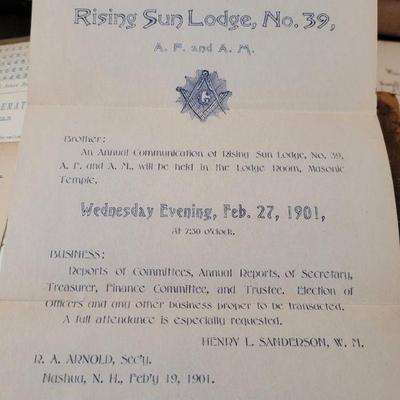 Rising Sun Lodge, No. 39,
A. F. and A. M.
G
Brother:
An Annual Communication of Rising Sun Lodge, No. 39,
A. F. and A. M., will be held in the Lodge Room, Masonic
Temple,
Wednesday Evening, Feb. 27, 1901,
At 7:30 o'clock.
BUSINESS:
Reports of Committees, Annual Reports, of Secretary,
Treasurer, Finance Committee, and Trustee. Election of
Officers and any other business proper to be transacted.
A full attendance is especially requested.
HENRY L. SANDERSON, W. M.
R. A. ARNOLD, Sec'y.
Nashua, N. H., Feb'y 19, 1901.